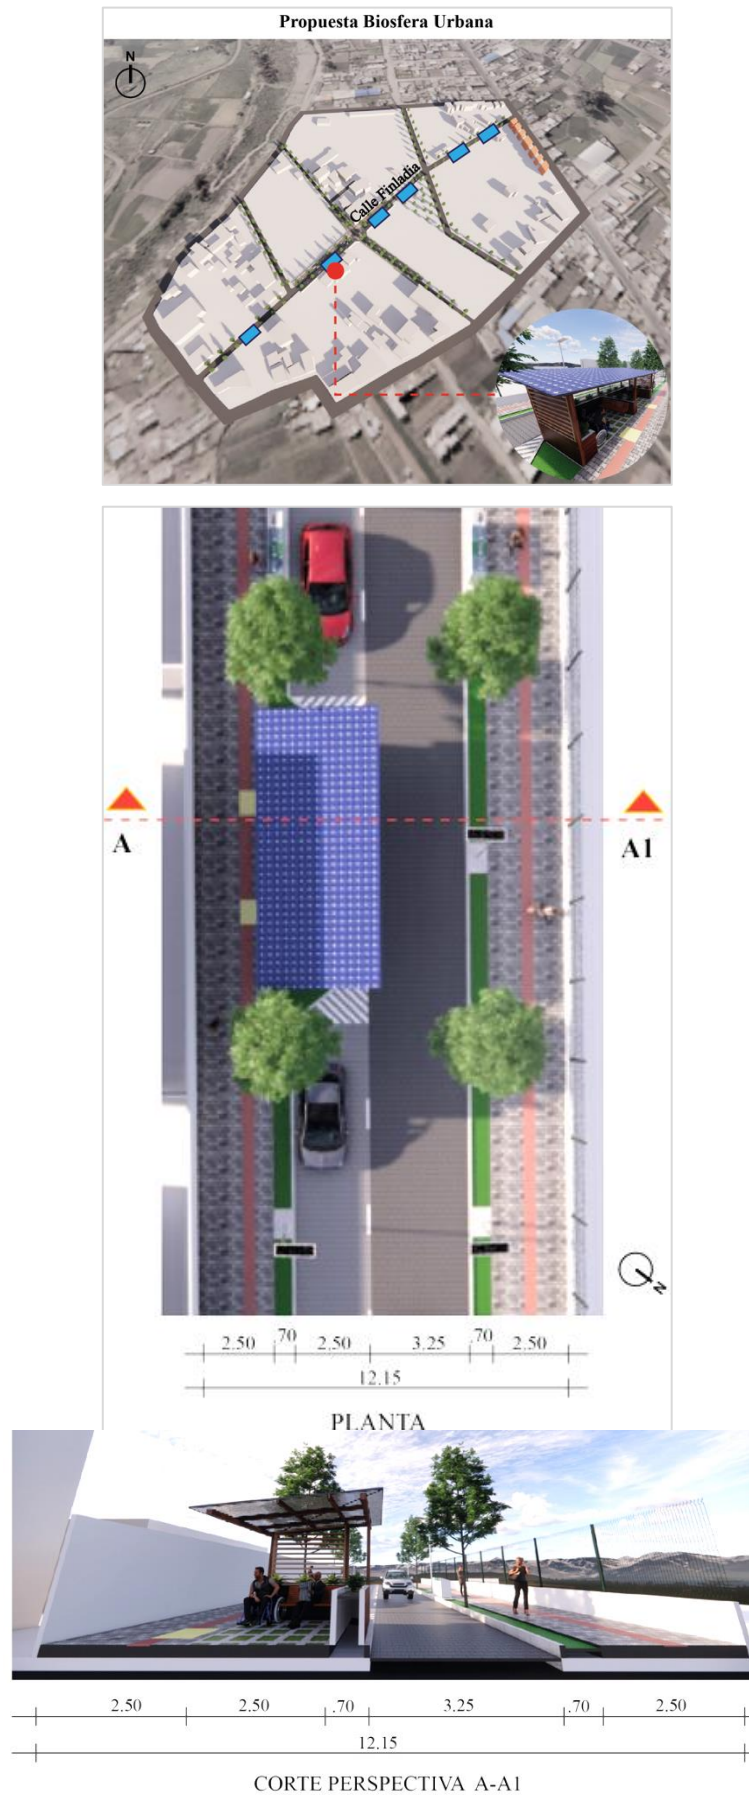 Propuesta Biosfera Urbana
N
Calle Finladia
A
A1
N
2.50 .70 2.50 3.25 .70 2.50
12.15
PLANTA
2.50 2.50 .70 3.25 .70 2.50
12.15
CORTE PERSPECTIVA A-A1